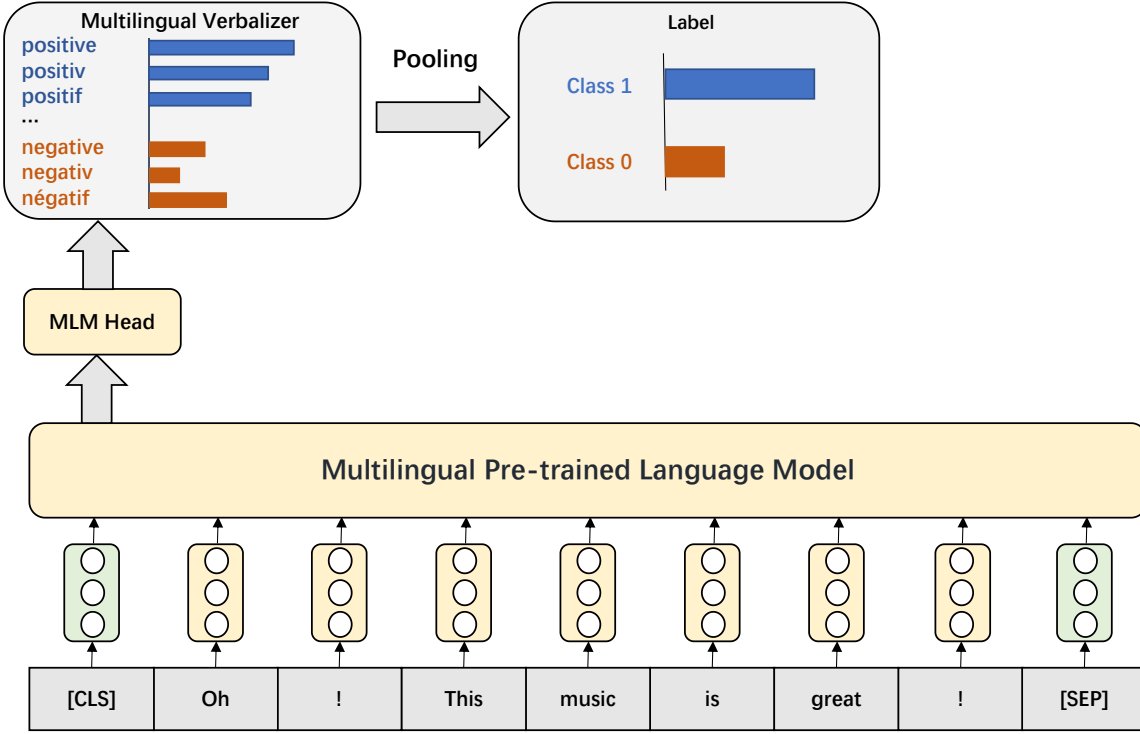 Multilingual Verbalizer
positive
positiv
positif
...
negative
negativ
négatif
Pooling
Label
Class 1
Class 0
MLM Head
Multilingual Pre-trained Language Model
[CLS] Oh ! This music is great ! [SEP]